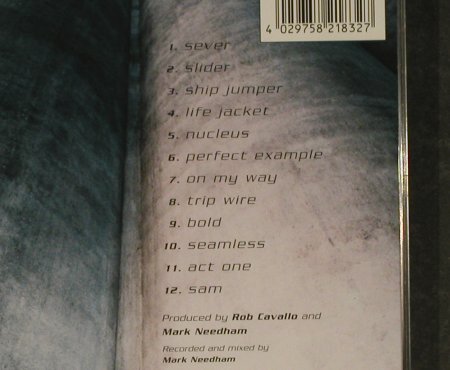 4 029758 218327
1. sever
2. slider
3. ship jumper
4. life jacket
5. nucleus
6. perfect example
7. on my way
8. trip wire
9. bold
10. seamless
11. act one
12. sam
Produced by Rob Cavallo and
Mark Needham
Recorded and mixed by
Mark Needham